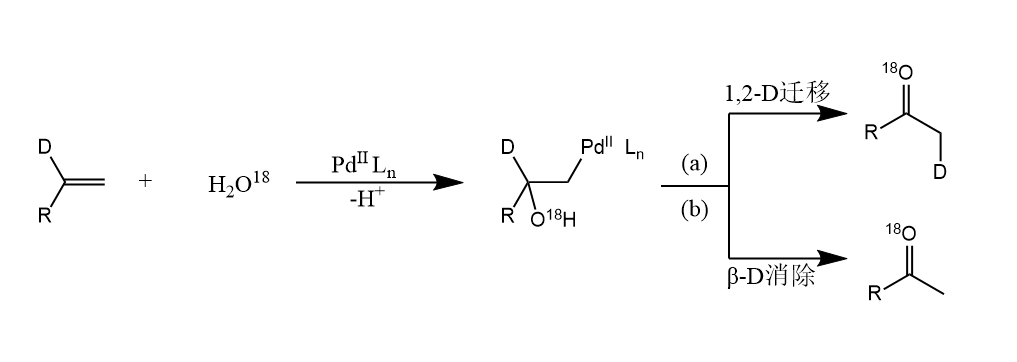 D
R
+
H₂O¹⁸
Pdᴵᴵ Lₙ
-H⁺
D
Pdᴵᴵ Lₙ
R
O¹⁸H
(a)
(b)
1,2-D迁移
¹⁸O
R
D
β-D消除
¹⁸O
R